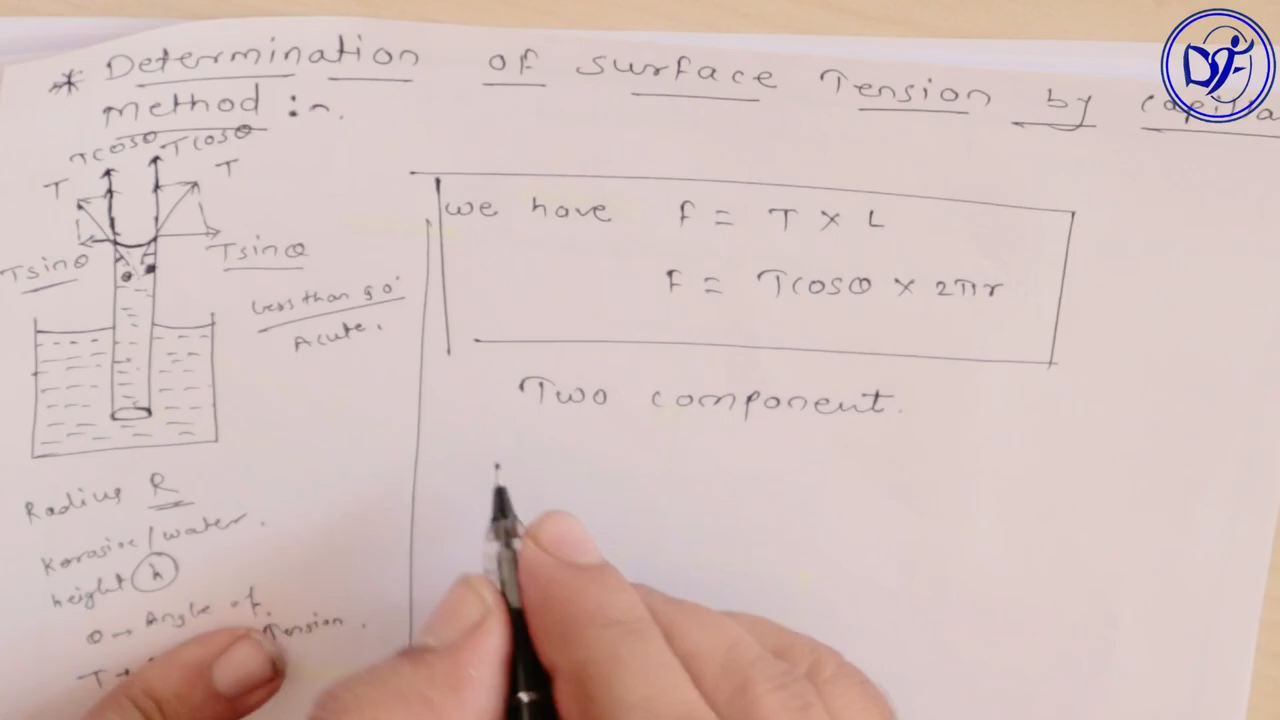 * Determination of Surface Tension by
Method :~
Tcosθ Tcosθ
T T
Tsinθ Tsinθ
Less than 90°
Acute.
Radius R
Kerosine/water.
height h
θ → Angle of.
T → Tension.
we have F = T × L
F = Tcosθ × 2πr
Two component.